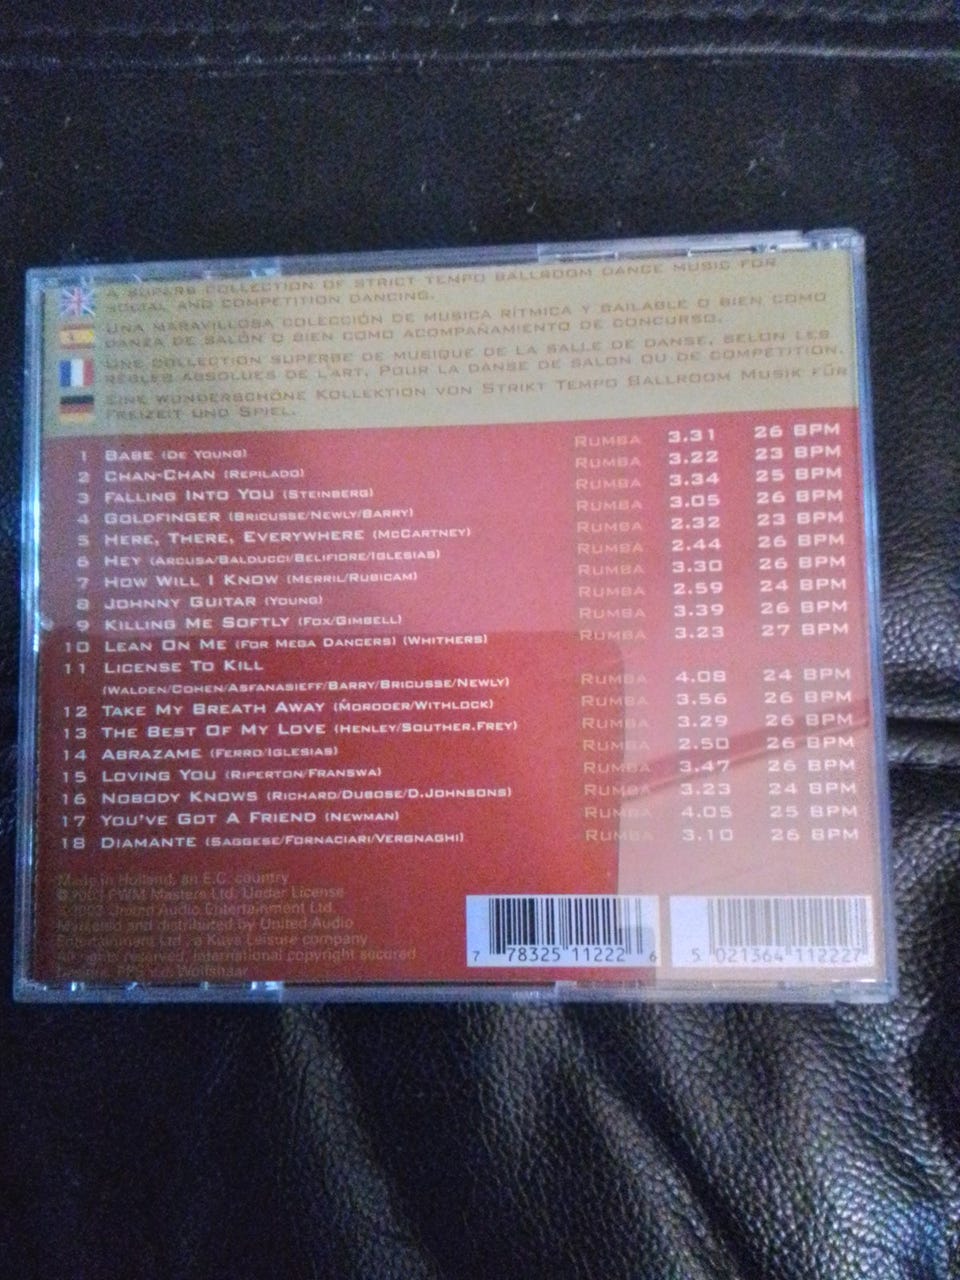 A SUPERB COLLECTION OF STRICT TEMPO BALLROOM DANCE MUSIC FOR
SOCIAL AND COMPETITION DANCING.
UNA MARAVILLOSA COLECCIÓN DE MUSICA RÍTMICA Y BAILABLE O BIEN COMO
DANZA DE SALÓN O BIEN COMO ACOMPAÑAMIENTO DE CONCURSO.
UNE COLLECTION SUPERBE DE MUSIQUE DE LA SALLE DE DANSE, SELON LES
RÈGLES ABSOLUES DE L'ART. POUR LA DANSE DE SALON OU DE COMPÉTITION.
EINE WUNDERSCHÖNE KOLLEKTION VON STRIKT TEMPO BALLROOM MUSIK FÜR
FREIZEIT UND SPIEL.
1 BABE (DE YOUNG) RUMBA 3.31 26 BPM
2 CHAN-CHAN (REPILADO) RUMBA 3.22 23 BPM
3 FALLING INTO YOU (STEINBERG) RUMBA 3.34 25 BPM
4 GOLDFINGER (BRICUSSE/NEWLY/BARRY) RUMBA 3.05 26 BPM
5 HERE, THERE, EVERYWHERE (MCCARTNEY) RUMBA 2.32 23 BPM
6 HEY (ARCUSA/BALDUCCI/BELIFIORE/IGLESIAS) RUMBA 2.44 26 BPM
7 HOW WILL I KNOW (MERRIL/RUBICAM) RUMBA 3.30 26 BPM
8 JOHNNY GUITAR (YOUNG) RUMBA 2.59 24 BPM
9 KILLING ME SOFTLY (FOX/GIMBELL) RUMBA 3.39 26 BPM
10 LEAN ON ME (FOR MEGA DANCERS) (WHITHERS) RUMBA 3.23 27 BPM
11 LICENSE TO KILL
(WALDEN/COHEN/ASFANASIEFF/BARRY/BRICUSSE/NEWLY) RUMBA 4.08 24 BPM
12 TAKE MY BREATH AWAY (MORODER/WITHLOCK) RUMBA 3.56 26 BPM
13 THE BEST OF MY LOVE (HENLEY/SOUTHER.FREY) RUMBA 3.29 26 BPM
14 ABRAZAME (FERRO/IGLESIAS) RUMBA 2.50 26 BPM
15 LOVING YOU (RIPERTON/FRANSWA) RUMBA 3.47 26 BPM
16 NOBODY KNOWS (RICHARD/DUBOSE/D.JOHNSONS) RUMBA 3.23 24 BPM
17 YOU'VE GOT A FRIEND (NEWMAN) RUMBA 4.05 25 BPM
18 DIAMANTE (SAGGESE/FORNACIARI/VERGNAGHI) RUMBA 3.10 26 BPM
Made in Holland, an E.C. country
℗ 2003 PWM Masters Ltd. Under License
© 2003 United Audio Entertainment Ltd.
Marketed and distributed by United Audio
Entertainment Ltd., a Leisure company
All rights reserved, international copyright secured
Wolfsnaar
7 78325 11222 6
5 021364 112227